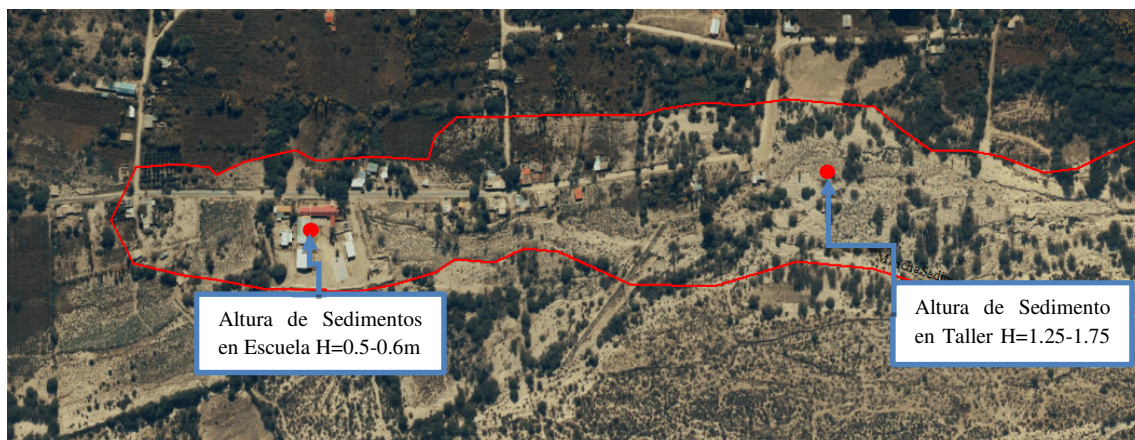 Altura de Sedimentos
en Escuela H=0.5-0.6m
Altura de Sedimento
en Taller H=1.25-1.75